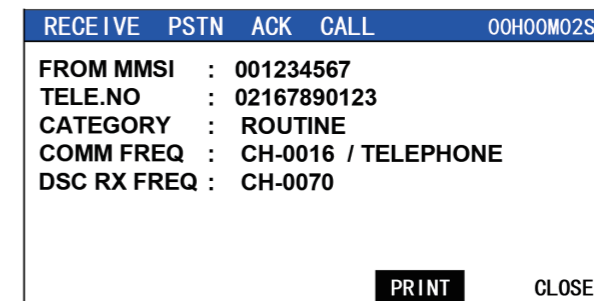 RECEIVE PSTN ACK CALL 00H00M02S
FROM MMSI : 001234567
TELE.NO : 02167890123
CATEGORY : ROUTINE
COMM FREQ : CH-0016 / TELEPHONE
DSC RX FREQ : CH-0070
PRINT CLOSE